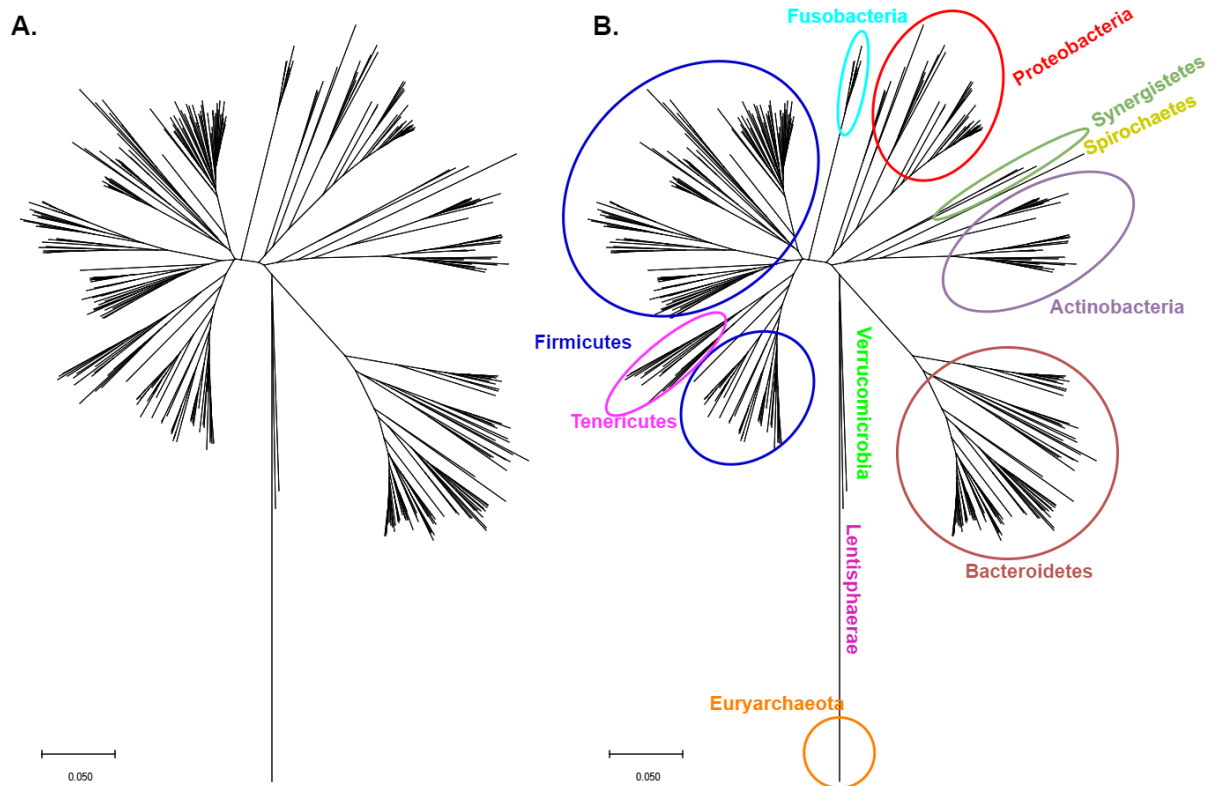 A.
B.
Fusobacteria
Proteobacteria
Synergistetes
Spirochaetes
Actinobacteria
Firmicutes
Tenericutes
Verrucomicrobia
Lentisphaerae
Bacteroidetes
Euryarchaeota
0.050
0.050